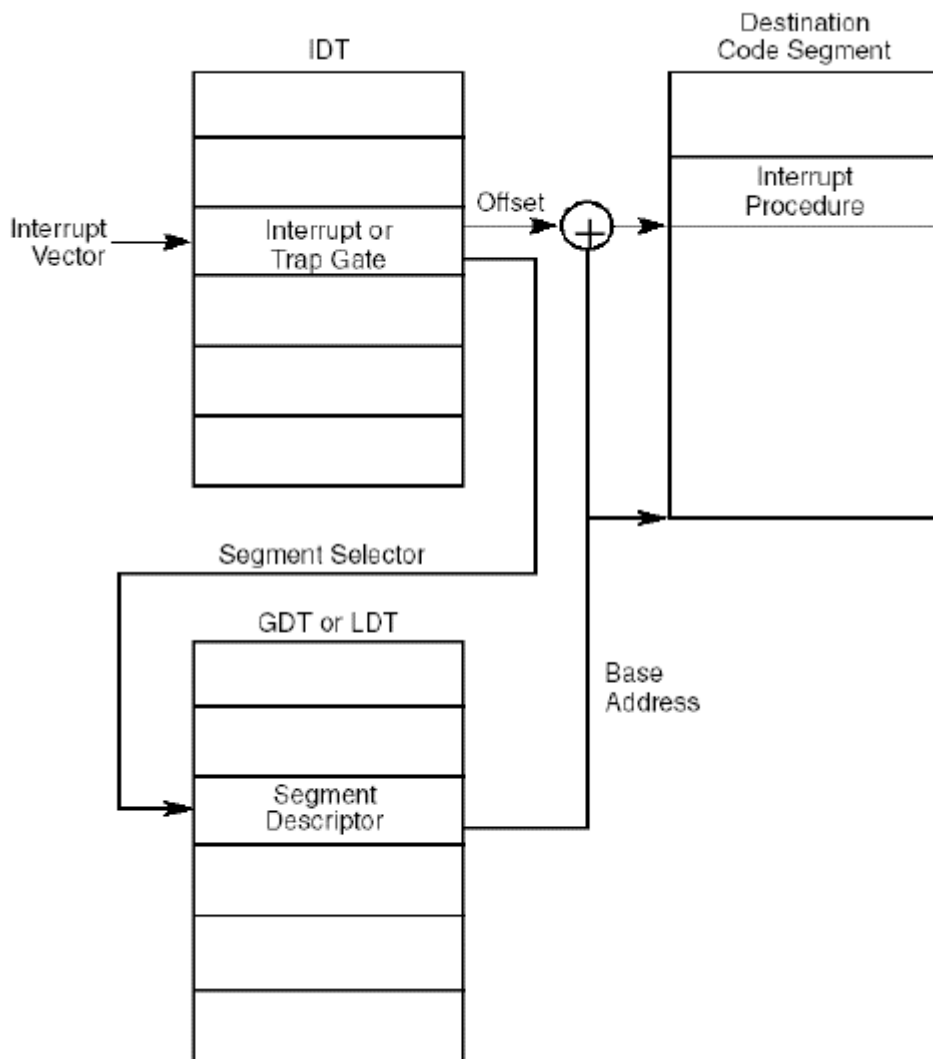 IDT
Destination
Code Segment
Interrupt
Vector
Interrupt or
Trap Gate
Offset
+
Interrupt
Procedure
Segment Selector
GDT or LDT
Base
Address
Segment
Descriptor